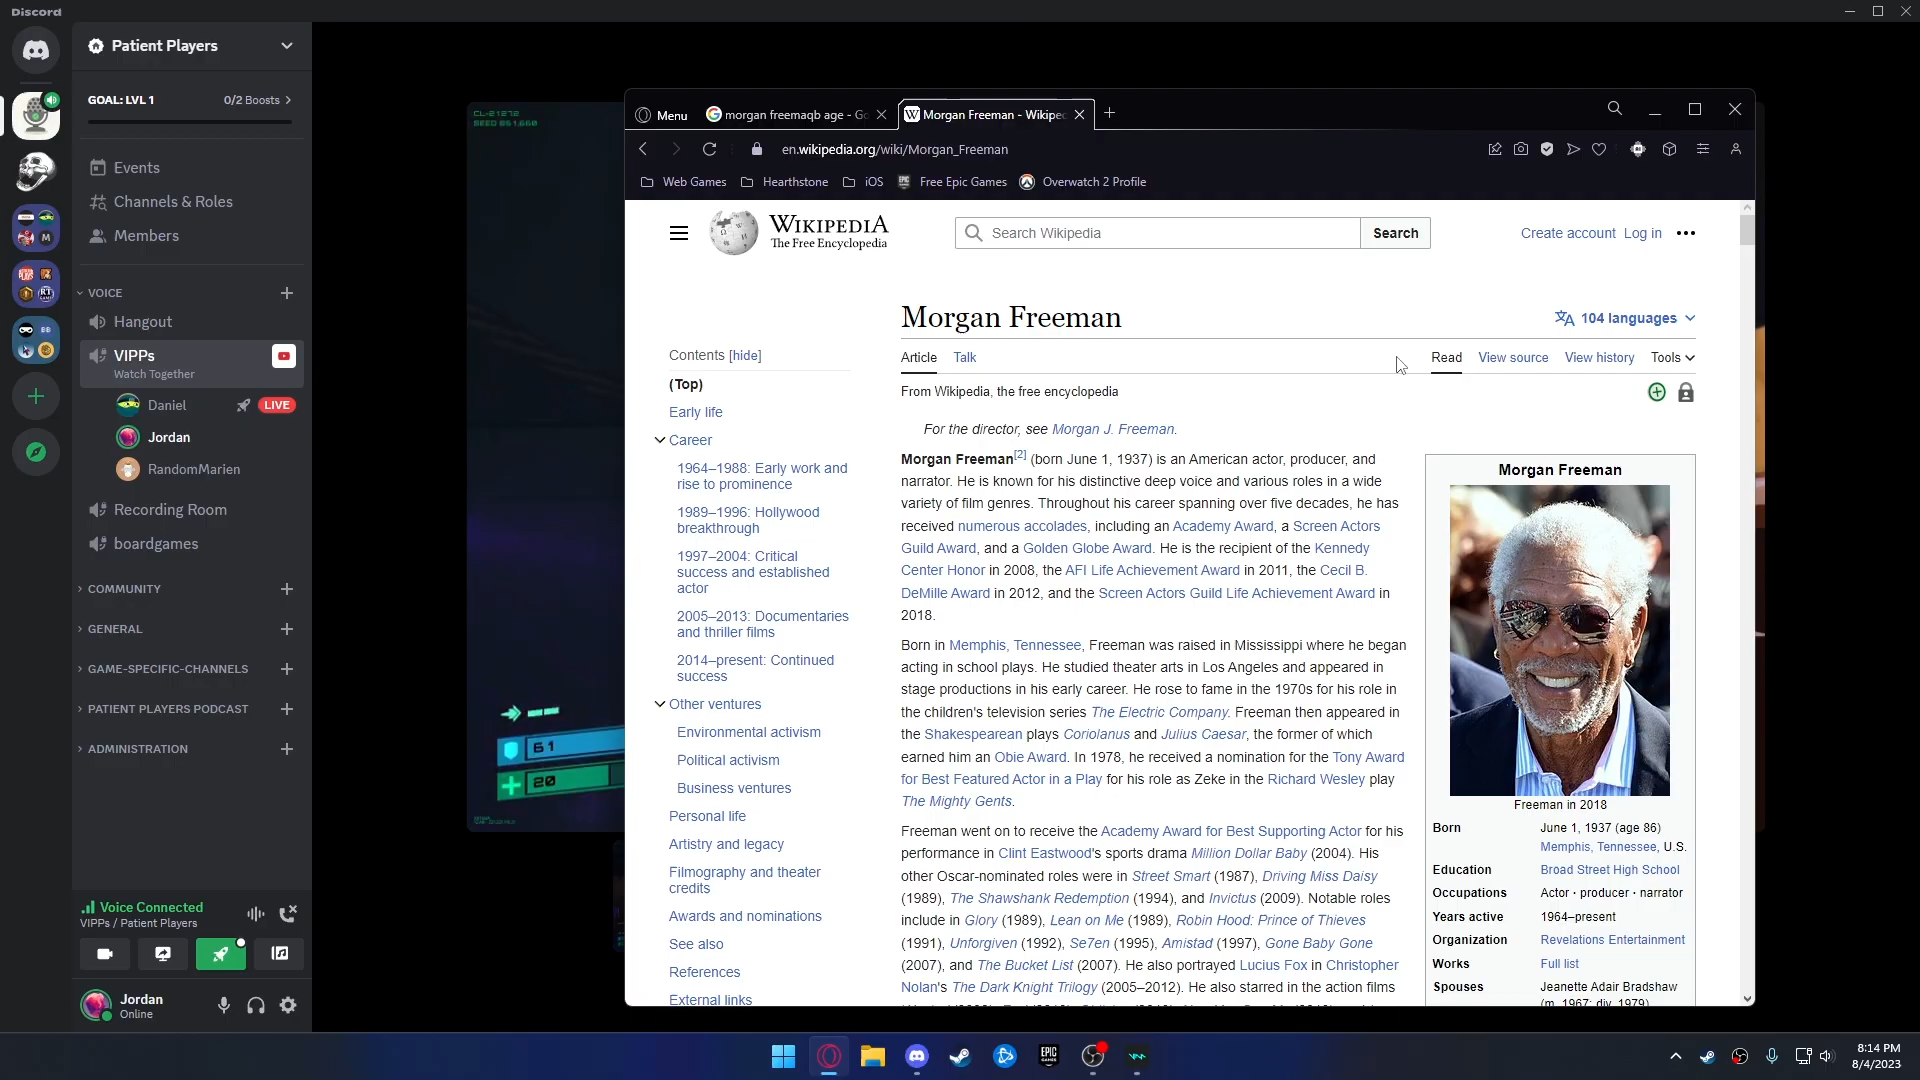 Discord
Patient Players
GOAL: LVL 1
0/2 Boosts
Events
Channels & Roles
Members
VOICE
Hangout
VIPPs
Watch Together
Daniel
LIVE
Jordan
RandomMarien
Recording Room
boardgames
COMMUNITY
GENERAL
GAME-SPECIFIC-CHANNELS
PATIENT PLAYERS PODCAST
ADMINISTRATION
Voice Connected
VIPPs / Patient Players
Jordan
Online
61
20
Menu
morgan freemaqb age - Go
Morgan Freeman - Wikiped
en.wikipedia.org/wiki/Morgan_Freeman
Web Games
Hearthstone
iOS
Free Epic Games
Overwatch 2 Profile
WIKIPEDIA
The Free Encyclopedia
Search Wikipedia
Search
Create account
Log in
Morgan Freeman
104 languages
Article
Talk
Read
View source
View history
Tools
From Wikipedia, the free encyclopedia
Contents [hide]
(Top)
Early life
Career
1964–1988: Early work and
rise to prominence
1989–1996: Hollywood
breakthrough
1997–2004: Critical
success and established
actor
2005–2013: Documentaries
and thriller films
2014–present: Continued
success
Other ventures
Environmental activism
Political activism
Business ventures
Personal life
Artistry and legacy
Filmography and theater
credits
Awards and nominations
See also
References
External links
For the director, see Morgan J. Freeman.
Morgan Freeman[2] (born June 1, 1937) is an American actor, producer, and
narrator. He is known for his distinctive deep voice and various roles in a wide
variety of film genres. Throughout his career spanning over five decades, he has
received numerous accolades, including an Academy Award, a Screen Actors
Guild Award, and a Golden Globe Award. He is the recipient of the Kennedy
Center Honor in 2008, the AFI Life Achievement Award in 2011, the Cecil B.
DeMille Award in 2012, and the Screen Actors Guild Life Achievement Award in
2018.
Born in Memphis, Tennessee, Freeman was raised in Mississippi where he began
acting in school plays. He studied theater arts in Los Angeles and appeared in
stage productions in his early career. He rose to fame in the 1970s for his role in
the children's television series The Electric Company. Freeman then appeared in
the Shakespearean plays Coriolanus and Julius Caesar, the former of which
earned him an Obie Award. In 1978, he received a nomination for the Tony Award
for Best Featured Actor in a Play for his role as Zeke in the Richard Wesley play
The Mighty Gents.
Freeman went on to receive the Academy Award for Best Supporting Actor for his
performance in Clint Eastwood's sports drama Million Dollar Baby (2004). His
other Oscar-nominated roles were in Street Smart (1987), Driving Miss Daisy
(1989), The Shawshank Redemption (1994), and Invictus (2009). Notable roles
include in Glory (1989), Lean on Me (1989), Robin Hood: Prince of Thieves
(1991), Unforgiven (1992), Se7en (1995), Amistad (1997), Gone Baby Gone
(2007), and The Bucket List (2007). He also portrayed Lucius Fox in Christopher
Nolan's The Dark Knight Trilogy (2005–2012). He also starred in the action films
Morgan Freeman
Freeman in 2018
Born June 1, 1937 (age 86)
Memphis, Tennessee, U.S.
Education Broad Street High School
Occupations Actor · producer · narrator
Years active 1964–present
Organization Revelations Entertainment
Works Full list
Spouses Jeanette Adair Bradshaw
(m. 1967; div. 1979)
EPIC
8:14 PM
8/4/2023